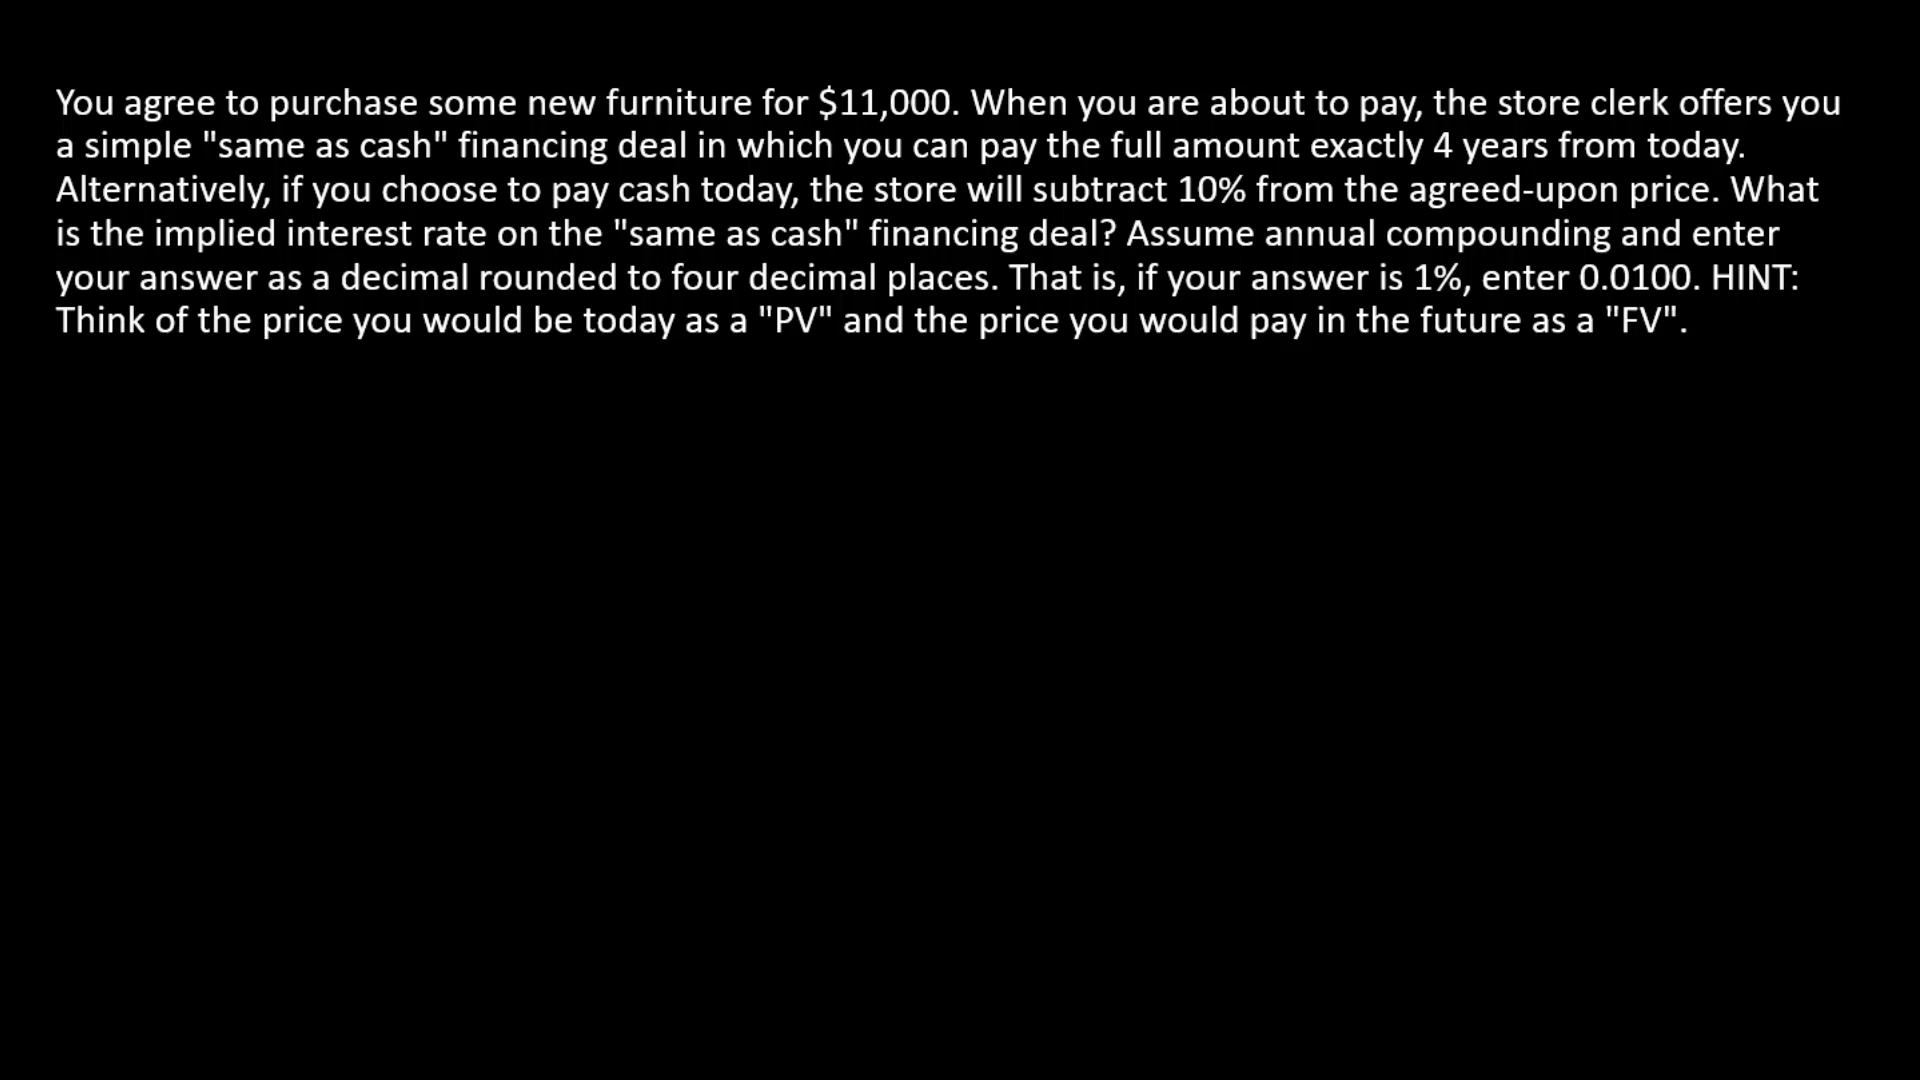 You agree to purchase some new furniture for $11,000. When you are about to pay, the store clerk offers you
a simple "same as cash" financing deal in which you can pay the full amount exactly 4 years from today.
Alternatively, if you choose to pay cash today, the store will subtract 10% from the agreed-upon price. What
is the implied interest rate on the "same as cash" financing deal? Assume annual compounding and enter
your answer as a decimal rounded to four decimal places. That is, if your answer is 1%, enter 0.0100. HINT:
Think of the price you would be today as a "PV" and the price you would pay in the future as a "FV".